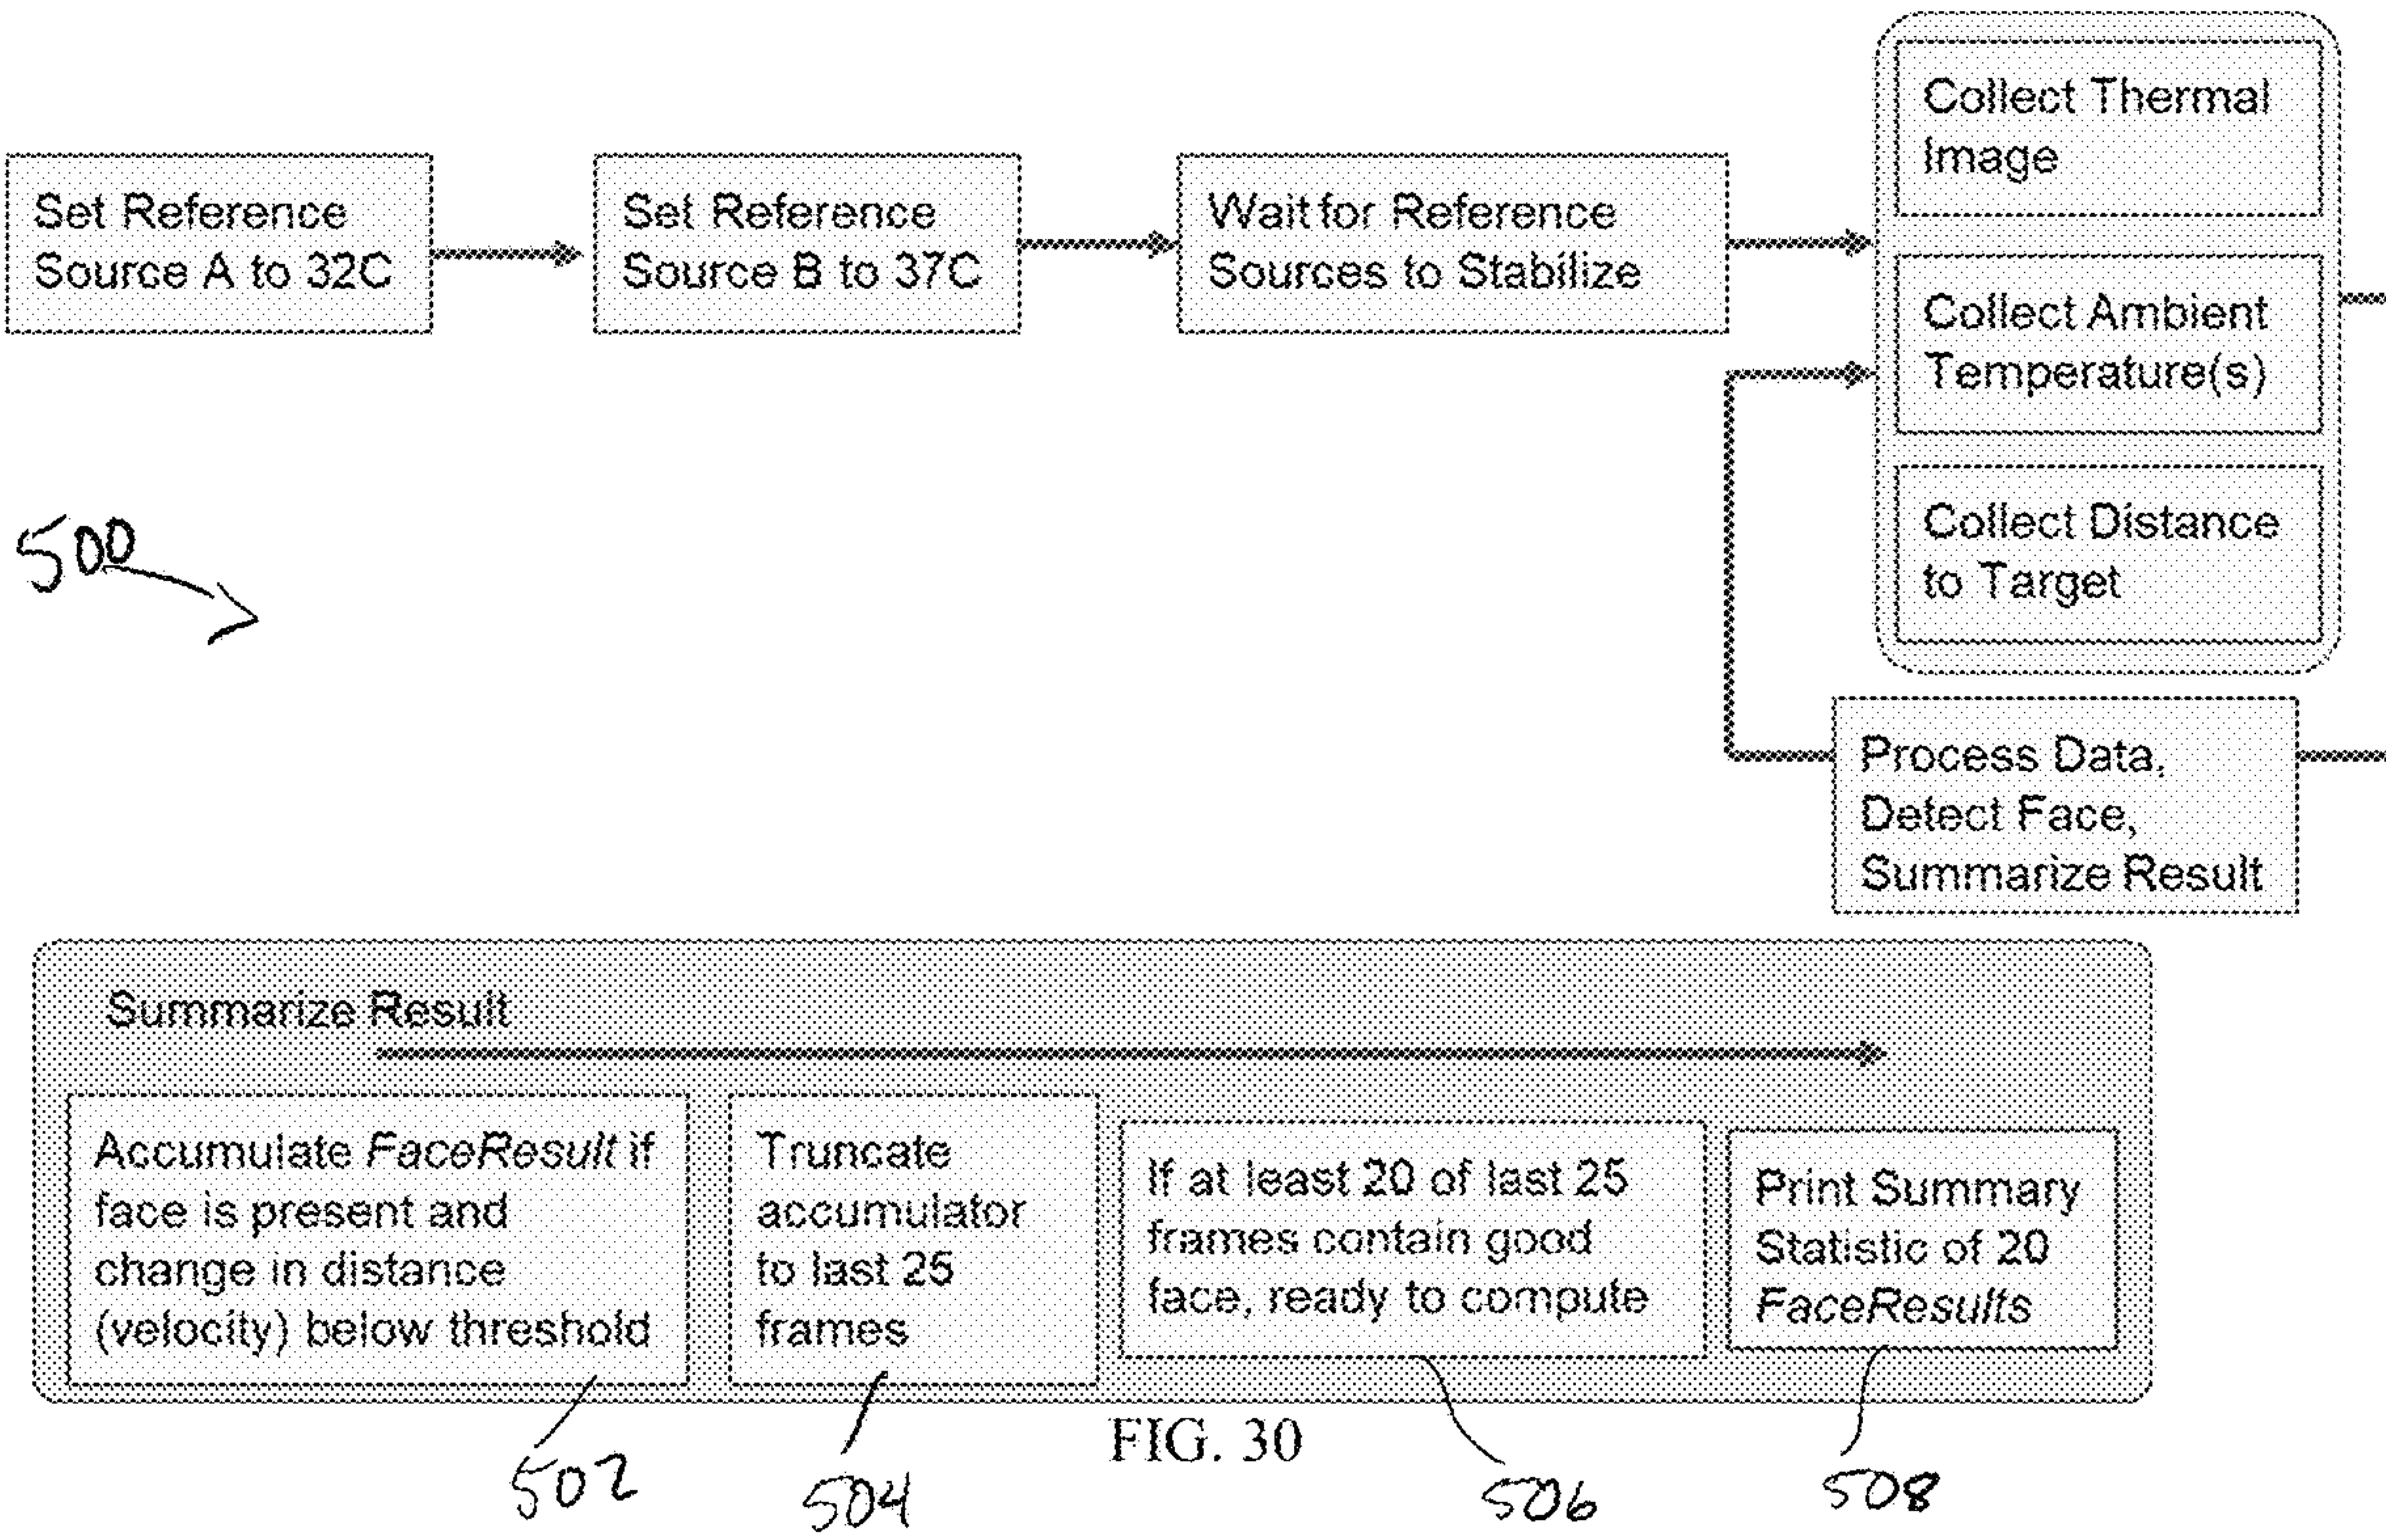 Set Reference
Source A to 32C
Set Reference
Source B to 37C
Wait for Reference
Sources to Stabilize
Collect Thermal
Image
Collect Ambient
Temperature(s)
Collect Distance
to Target
500
Process Data,
Detect Face,
Summarize Result
Summarize Result
Accumulate FaceResult if
face is present and
change in distance
(velocity) below threshold
Truncate
accumulator
to last 25
frames
If at least 20 of last 25
frames contain good
face, ready to compute
Print Summary
Statistic of 20
FaceResults
FIG. 30
502
504
506
508